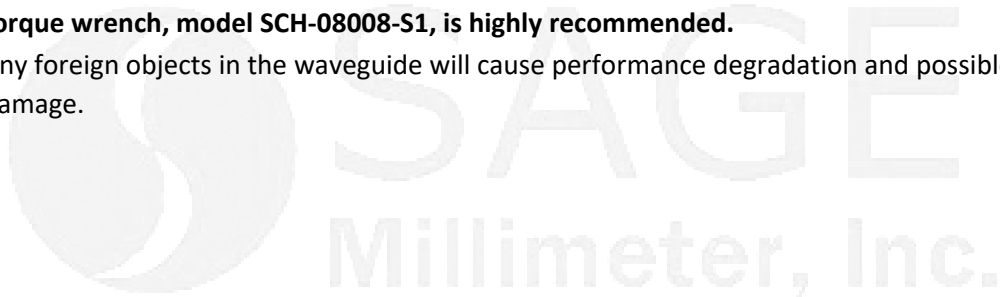 orque wrench, model SCH-08008-S1, is highly recommended.
ny foreign objects in the waveguide will cause performance degradation and possible
amage.
SAGE
Millimeter, Inc.